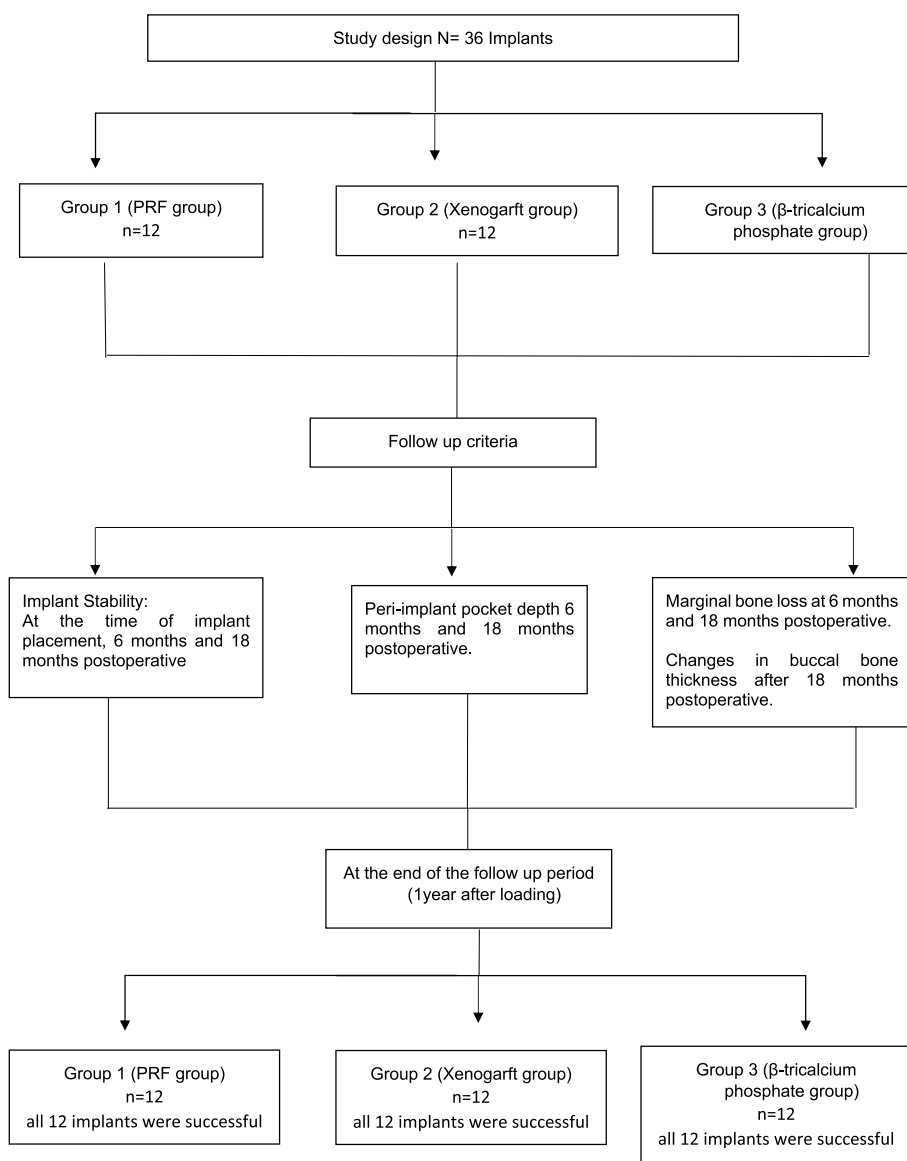 Study design N= 36 Implants
Group 1 (PRF group)
n=12
Group 2 (Xenogarft group)
n=12
Group 3 (β-tricalcium
phosphate group)
Follow up criteria
Implant Stability:
At the time of implant
placement, 6 months and 18
months postoperative
Peri-implant pocket depth 6
months and 18 months
postoperative.
Marginal bone loss at 6 months
and 18 months postoperative.
Changes in buccal bone
thickness after 18 months
postoperative.
At the end of the follow up period
(1year after loading)
Group 1 (PRF group)
n=12
all 12 implants were successful
Group 2 (Xenogarft group)
n=12
all 12 implants were successful
Group 3 (β-tricalcium
phosphate group)
n=12
all 12 implants were successful